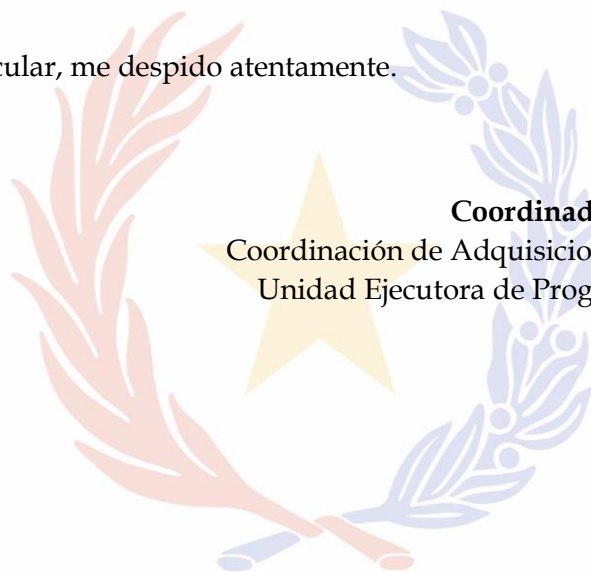 cular, me despido atentamente.
Coordinad
Coordinación de Adquisicio
Unidad Ejecutora de Prog